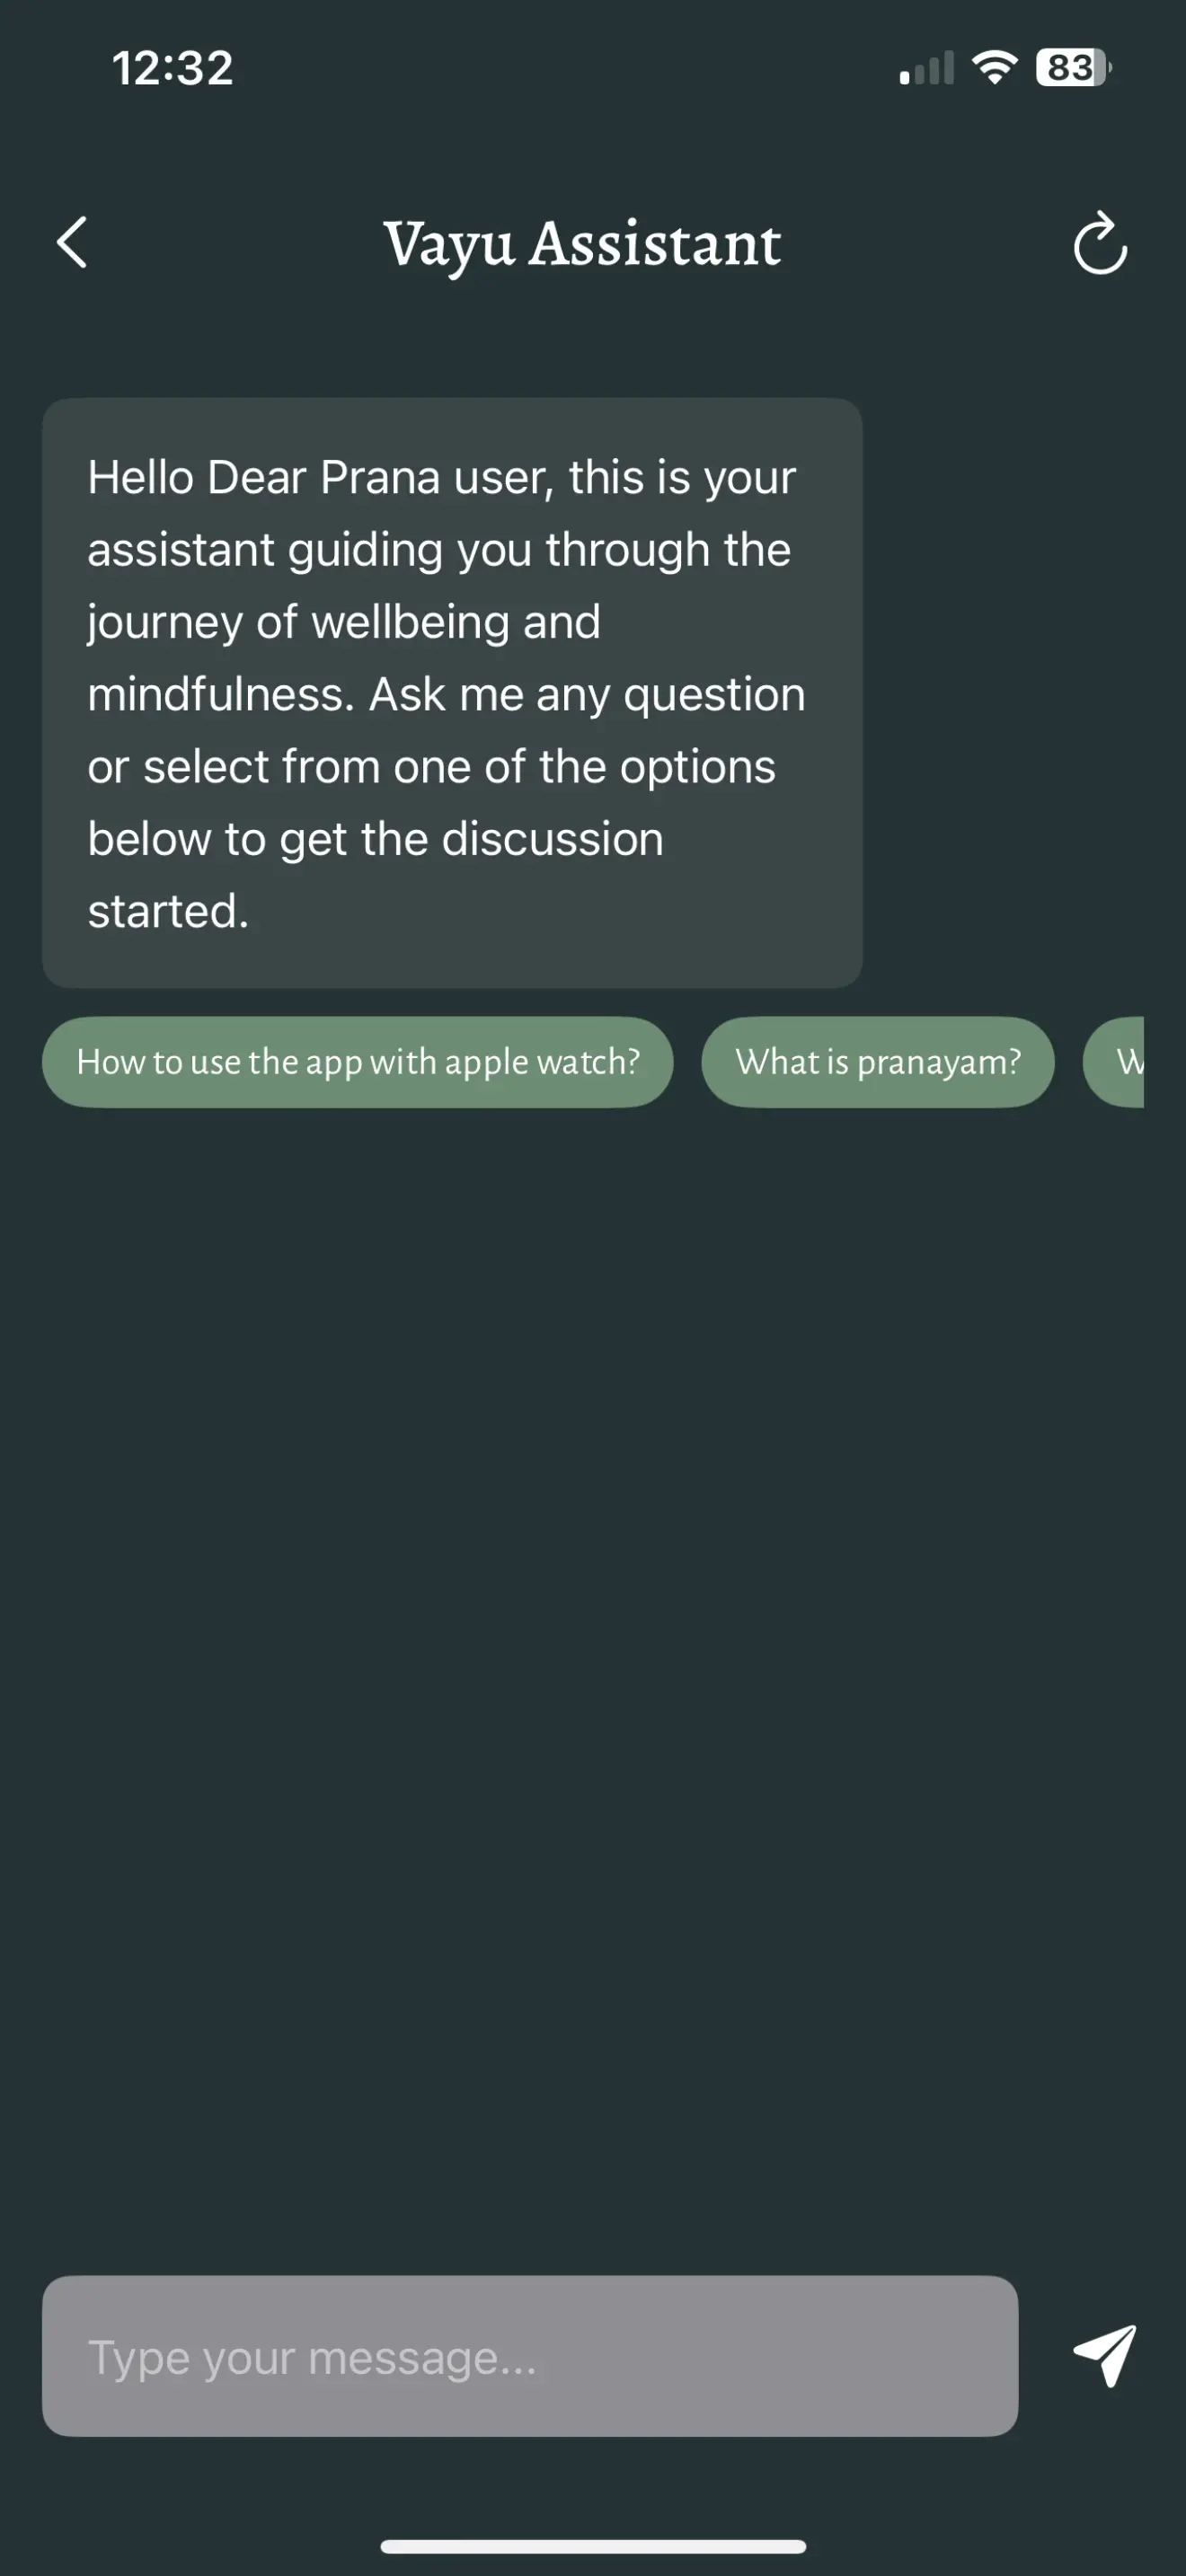 12:32
83
Vayu Assistant
Hello Dear Prana user, this is your
assistant guiding you through the
journey of wellbeing and
mindfulness. Ask me any question
or select from one of the options
below to get the discussion
started.
How to use the app with apple watch? What is pranayam?
Type your message...